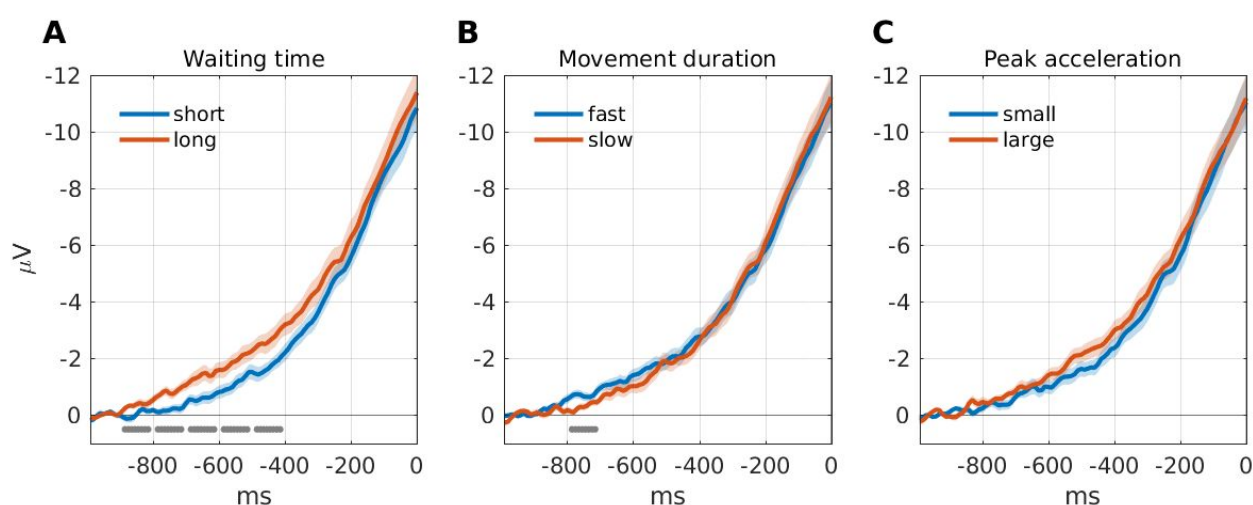 A
Waiting time
-12
-10
-8
-6
-4
-2
0
μV
short
long
-800 -600 -400 -200 0
ms
B
Movement duration
-12
-10
-8
-6
-4
-2
0
fast
slow
-800 -600 -400 -200 0
ms
C
Peak acceleration
-12
-10
-8
-6
-4
-2
0
small
large
-800 -600 -400 -200 0
ms